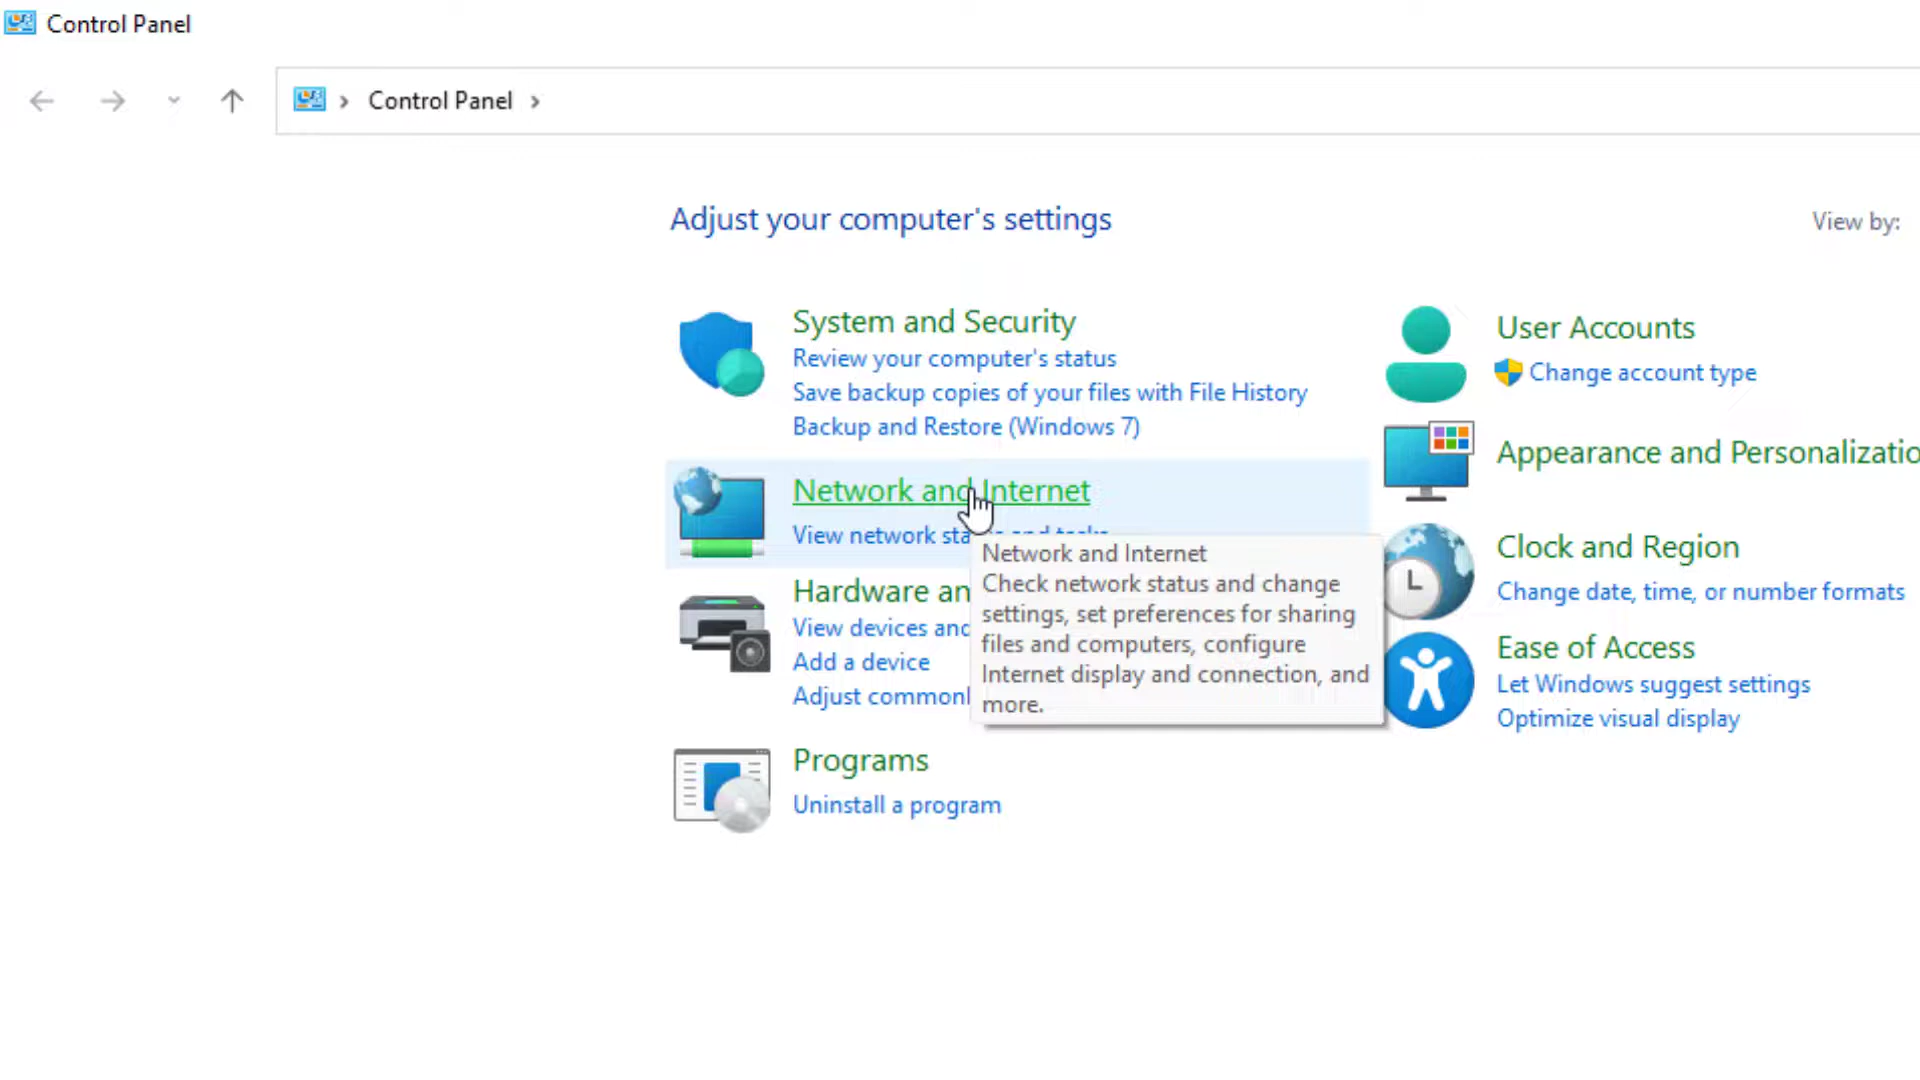 Control Panel
Control Panel
Adjust your computer's settings
View by:
System and Security
Review your computer's status
Save backup copies of your files with File History
Backup and Restore (Windows 7)
Network and Internet
View network
Network and Internet
Check network status and change
settings, set preferences for sharing
files and computers, configure
Internet display and connection, and
more.
Hardware an
View devices and
Add a device
Adjust common
Programs
Uninstall a program
User Accounts
Change account type
Appearance and Personalizatio
Clock and Region
Change date, time, or number formats
Ease of Access
Let Windows suggest settings
Optimize visual display